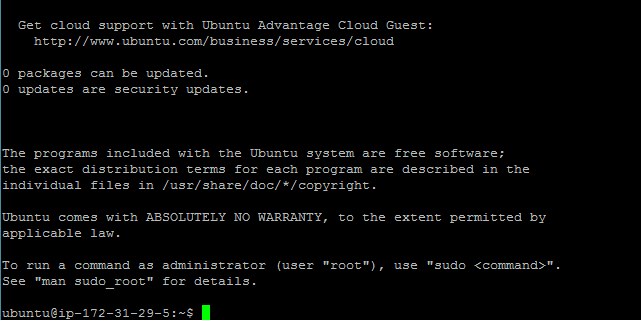 Get cloud support with Ubuntu Advantage Cloud Guest:
http://www.ubuntu.com/business/services/cloud
0 packages can be updated.
0 updates are security updates.
The programs included with the Ubuntu system are free software;
the exact distribution terms for each program are described in the
individual files in /usr/share/doc/*/copyright.
Ubuntu comes with ABSOLUTELY NO WARRANTY, to the extent permitted by
applicable law.
To run a command as administrator (user "root"), use "sudo <command>".
See "man sudo_root" for details.
ubuntu@ip-172-31-29-5:~$